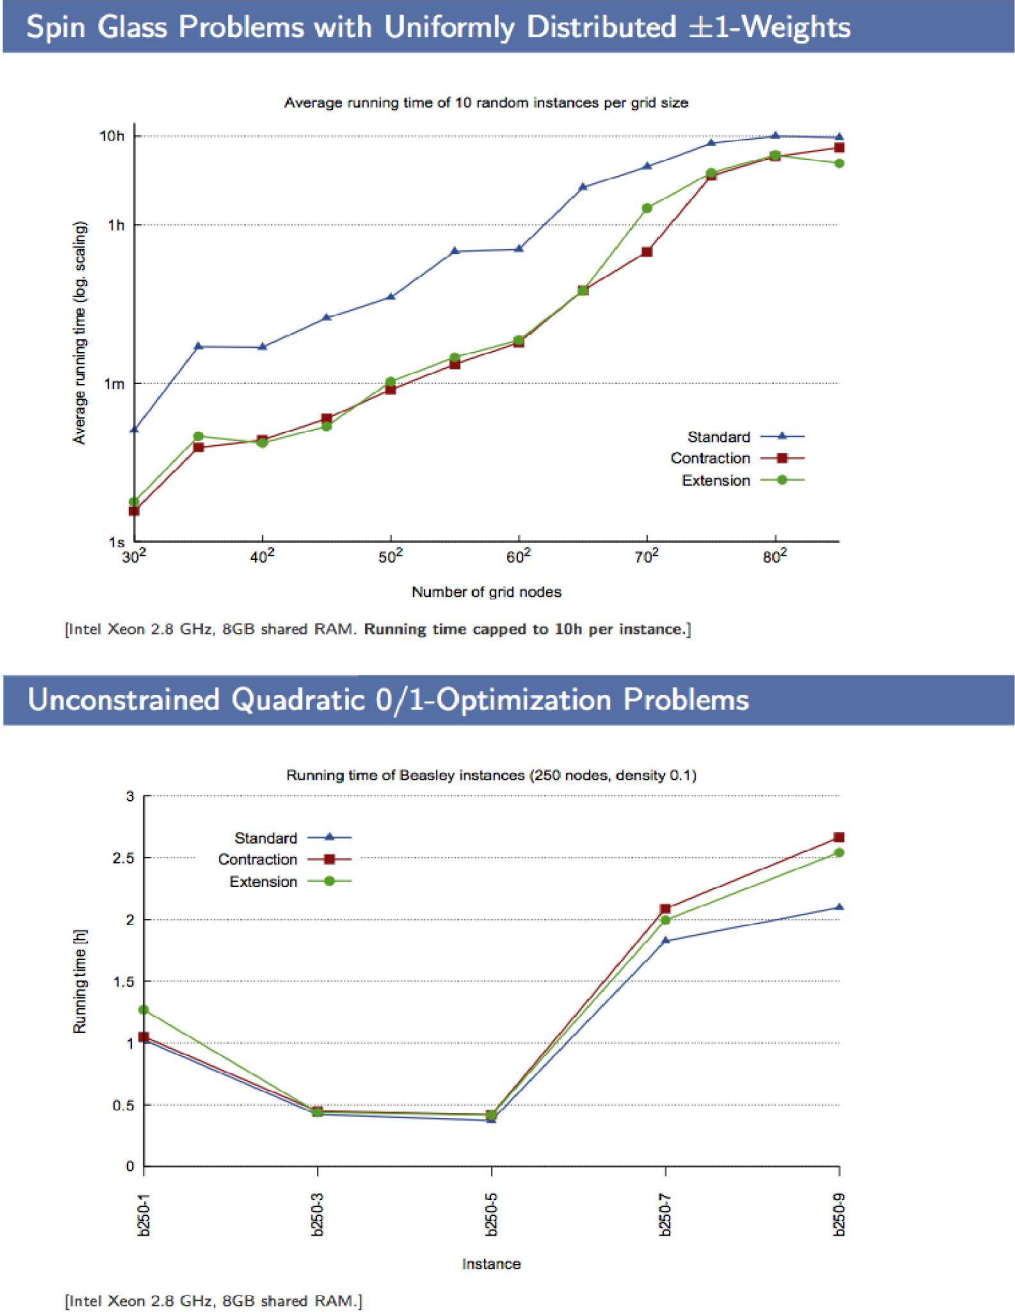 Spin Glass Problems with Uniformly Distributed ±1-Weights
Average running time of 10 random instances per grid size
Average running time (log. scaling)
10h
1h
1m
1s
Standard
Contraction
Extension
30² 40² 50² 60² 70² 80²
Number of grid nodes
[Intel Xeon 2.8 GHz, 8GB shared RAM. Running time capped to 10h per instance.]
Unconstrained Quadratic 0/1-Optimization Problems
Running time of Beasley instances (250 nodes, density 0.1)
Running time [h]
3
2.5
2
1.5
1
0.5
0
Standard
Contraction
Extension
b250-1 b250-3 b250-5 b250-7 b250-9
Instance
[Intel Xeon 2.8 GHz, 8GB shared RAM.]